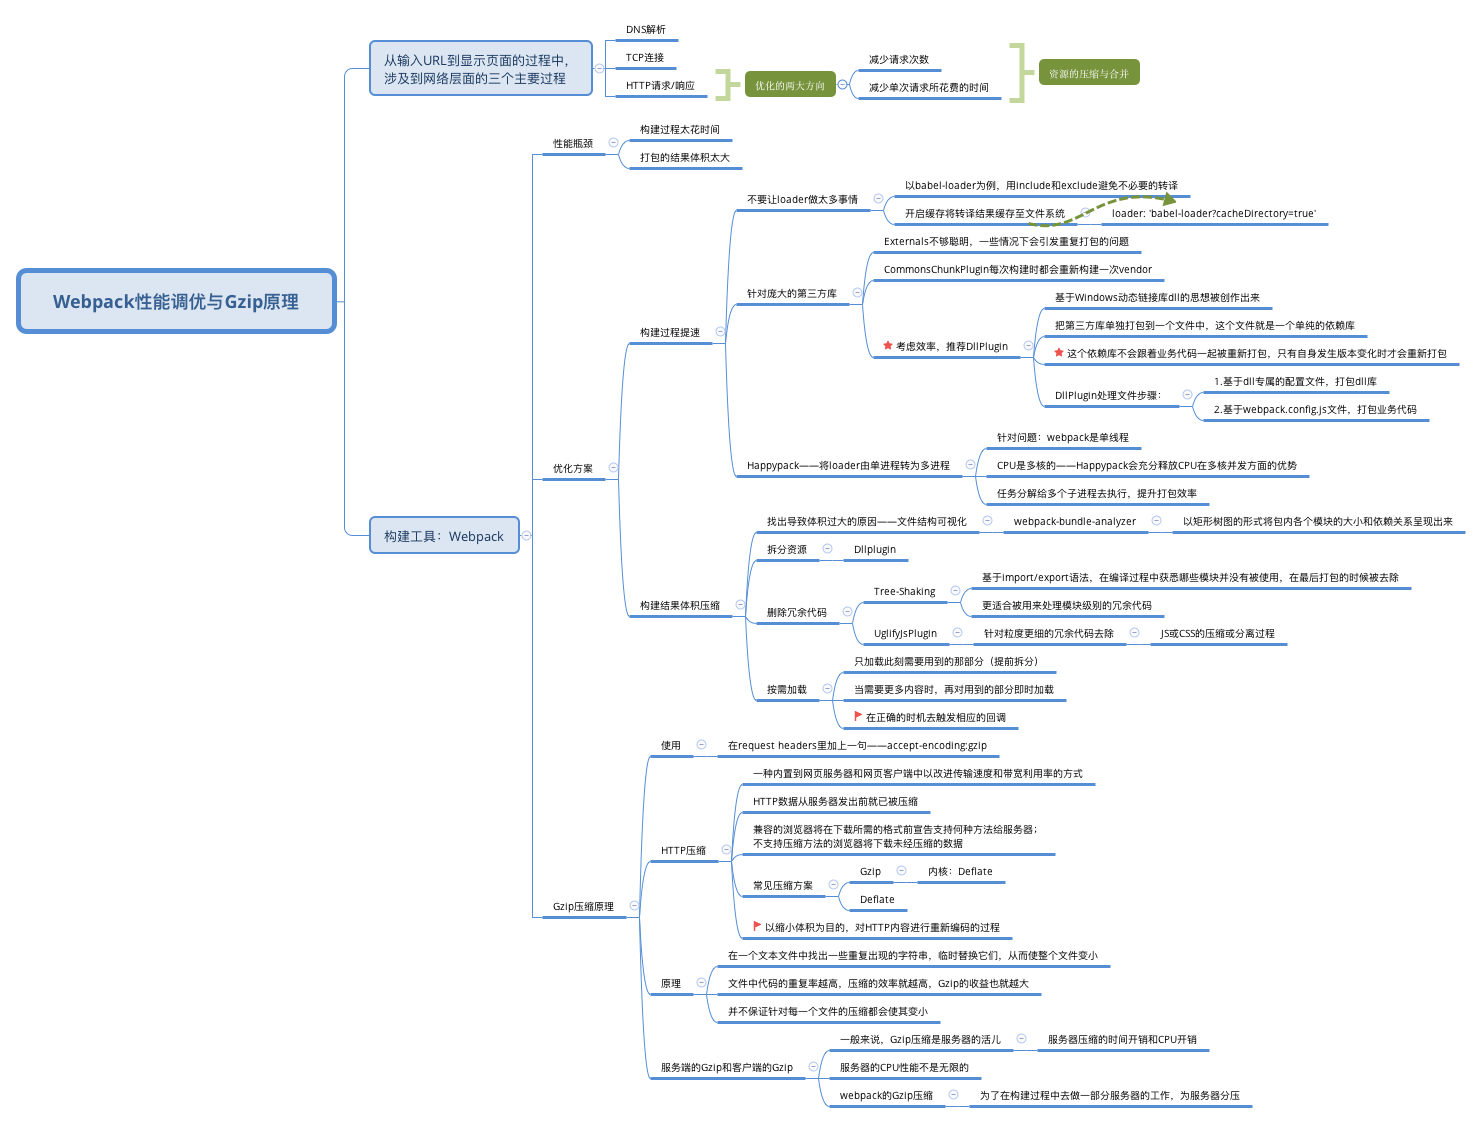 Webpack性能调优与Gzip原理
从输入URL到显示页面的过程中，
涉及到网络层面的三个主要过程
DNS解析
TCP连接
HTTP请求/响应
优化的两大方向
减少请求次数
减少单次请求所花费的时间
资源的压缩与合并
构建工具：Webpack
性能瓶颈
构建过程太花时间
打包的结果体积太大
优化方案
构建过程提速
不要让loader做太多事情
以babel-loader为例，用include和exclude避免不必要的转译
开启缓存将转译结果缓存至文件系统
loader: 'babel-loader?cacheDirectory=true'
针对庞大的第三方库
Externals不够聪明，一些情况下会引发重复打包的问题
CommonsChunkPlugin每次构建时都会重新构建一次vendor
考虑效率，推荐DllPlugin
基于Windows动态链接库dll的思想被创作出来
把第三方库单独打包到一个文件中，这个文件就是一个单纯的依赖库
这个依赖库不会跟着业务代码一起被重新打包，只有自身发生版本变化时才会重新打包
DllPlugin处理文件步骤：
1.基于dll专属的配置文件，打包dll库
2.基于webpack.config.js文件，打包业务代码
Happypack——将loader由单进程转为多进程
针对问题：webpack是单线程
CPU是多核的——Happypack会充分释放CPU在多核并发方面的优势
任务分解给多个子进程去执行，提升打包效率
构建结果体积压缩
找出导致体积过大的原因——文件结构可视化
webpack-bundle-analyzer
以矩形树图的形式将包内各个模块的大小和依赖关系呈现出来
拆分资源
Dllplugin
删除冗余代码
Tree-Shaking
基于import/export语法，在编译过程中获悉哪些模块并没有被使用，在最后打包的时候被去除
更适合被用来处理模块级别的冗余代码
UglifyJsPlugin
针对粒度更细的冗余代码去除
JS或CSS的压缩或分离过程
按需加载
只加载此刻需要用到的那部分（提前拆分）
当需要更多内容时，再对用到的部分即时加载
在正确的时机去触发相应的回调
Gzip压缩原理
使用
在request headers里加上一句——accept-encoding:gzip
HTTP压缩
一种内置到网页服务器和网页客户端中以改进传输速度和带宽利用率的方式
HTTP数据从服务器发出前就已被压缩
兼容的浏览器将在下载所需的格式前宣告支持何种方法给服务器；
不支持压缩方法的浏览器将下载未经压缩的数据
常见压缩方案
Gzip
内核：Deflate
Deflate
以缩小体积为目的，对HTTP内容进行重新编码的过程
原理
在一个文本文件中找出一些重复出现的字符串，临时替换它们，从而使整个文件变小
文件中代码的重复率越高，压缩的效率就越高，Gzip的收益也就越大
并不保证针对每一个文件的压缩都会使其变小
服务端的Gzip和客户端的Gzip
一般来说，Gzip压缩是服务器的活儿
服务器压缩的时间开销和CPU开销
服务器的CPU性能不是无限的
webpack的Gzip压缩
为了在构建过程中去做一部分服务器的工作，为服务器分压